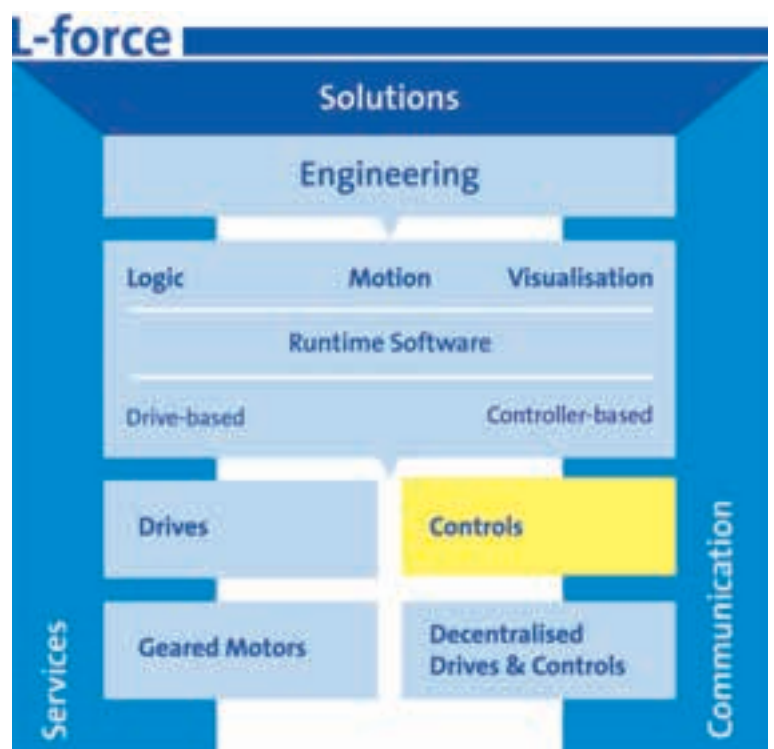 L-force
Solutions
Engineering
Logic Motion Visualisation
Runtime Software
Drive-based Controller-based
Drives
Controls
Geared Motors
Decentralised
Drives & Controls
Services
Communication